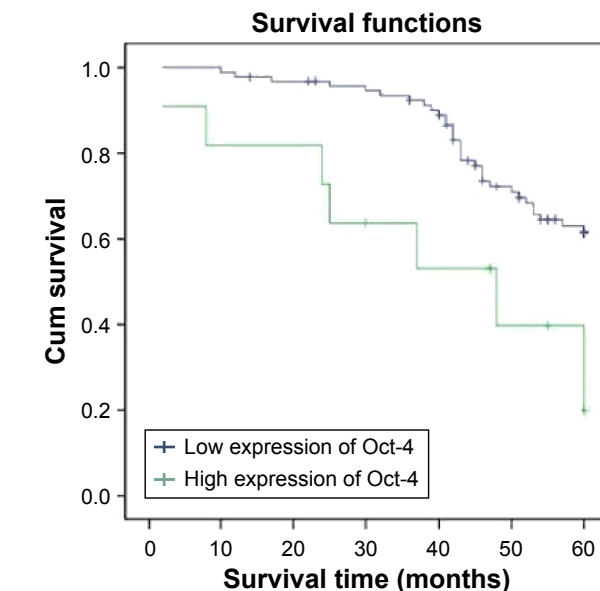 Survival functions
1.0
0.8
0.6
0.4
0.2
0.0
Cum survival
Low expression of Oct-4
High expression of Oct-4
0 10 20 30 40 50 60
Survival time (months)